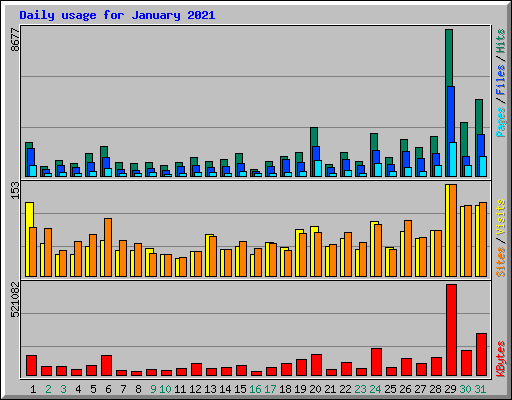 Daily usage for January 2021
8677
Pages / Files / Hits
153
Sites / Visits
521082
KBytes
1 2 3 4 5 6 7 8 9 10 11 12 13 14 15 16 17 18 19 20 21 22 23 24 25 26 27 28 29 30 31